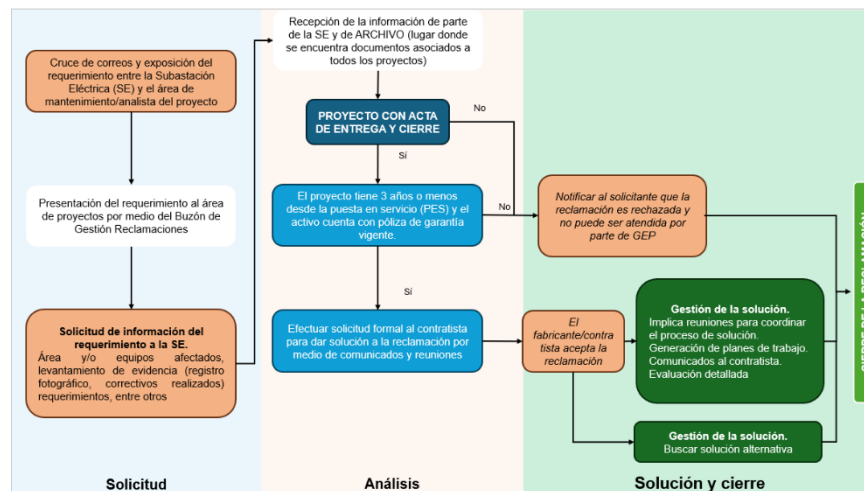 Cruce de correos y exposición del
requerimiento entre la Subastación
Eléctrica (SE) y el área de
mantenimiento/analista del proyecto
Presentación del requerimiento al área
de proyectos por medio del Buzón de
Gestión Reclamaciones
Solicitud de información del
requerimiento a la SE.
Área y/o equipos afectados,
levantamiento de evidencia (registro
fotográfico, correctivos realizados)
requerimientos, entre otros
Solicitud
Recepción de la información de parte
de la SE y de ARCHIVO (lugar donde
se encuentra documentos asociados a
todos los proyectos)
PROYECTO CON ACTA
DE ENTREGA Y CIERRE
No
Sí
El proyecto tiene 3 años o menos
desde la puesta en servicio (PES) y el
activo cuenta con póliza de garantía
vigente.
No
Sí
Efectuar solicitud formal al contratista
para dar solución a la reclamación por
medio de comunicados y reuniones
Análisis
Notificar al solicitante que la
reclamación es rechazada y
no puede ser atendida por
parte de GEP
El
fabricante/contra
tista acepta la
reclamación
Gestión de la solución.
Implica reuniones para coordinar
el proceso de solución.
Generación de planes de trabajo.
Comunicados al contratista.
Evaluación detallada
Gestión de la solución.
Buscar solución alternativa
Solución y cierre
CIERRE DE LA RECLAMACIÓN